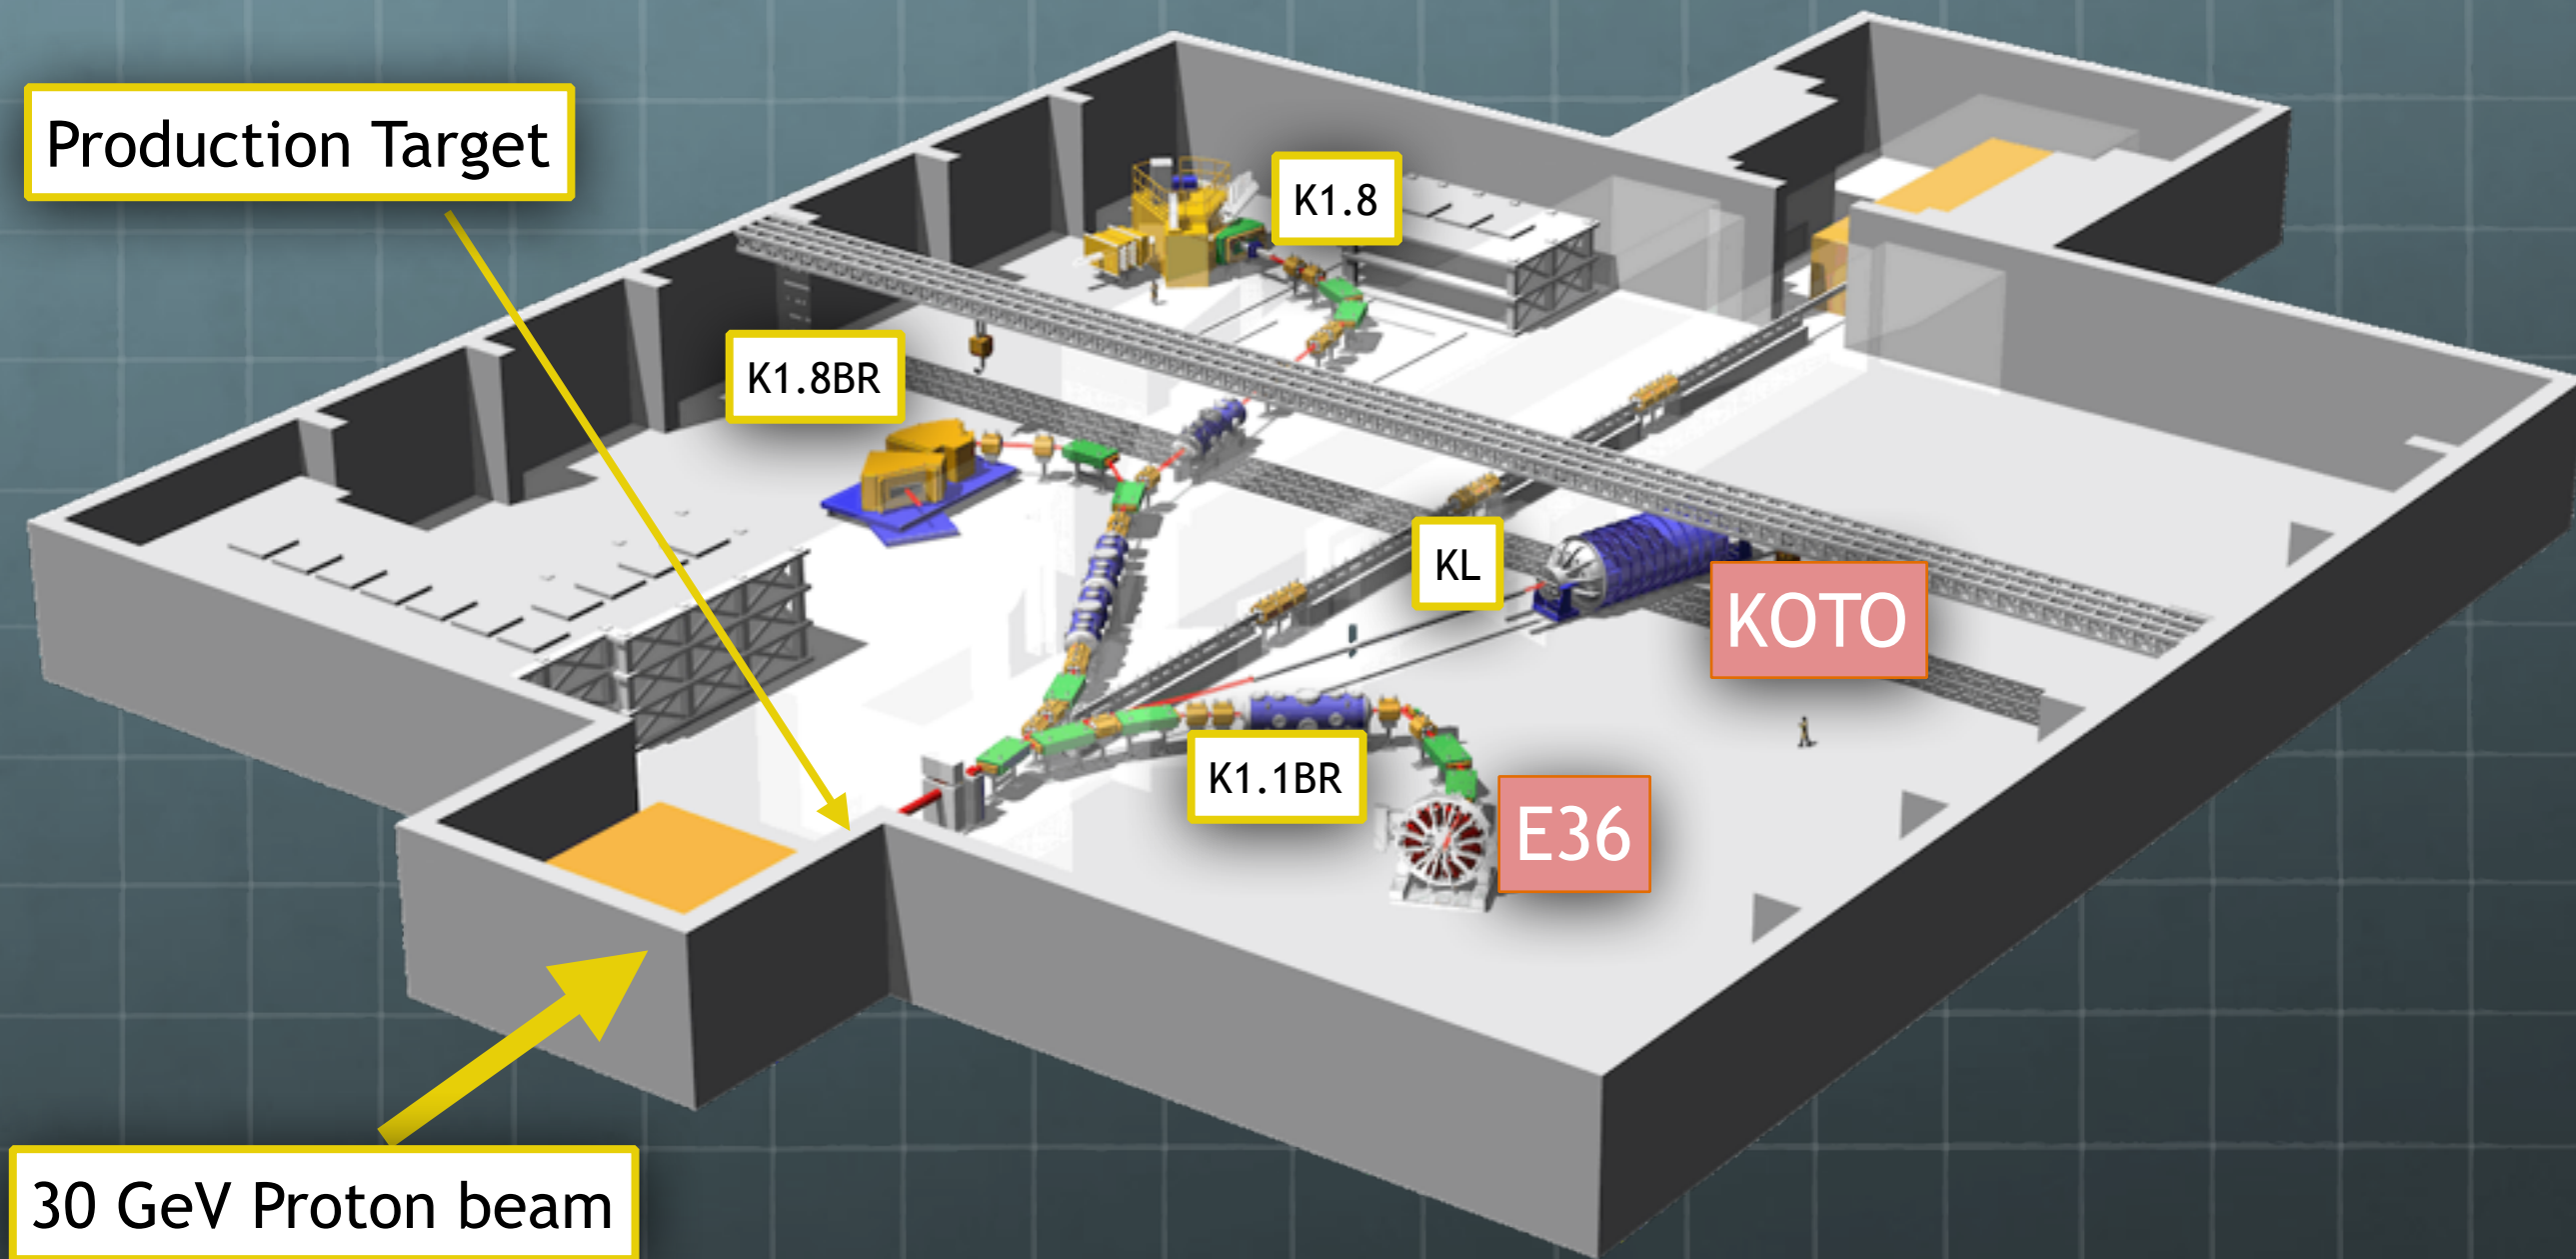 Production Target
K1.8
K1.8BR
KL
KOTO
K1.1BR
E36
30 GeV Proton beam